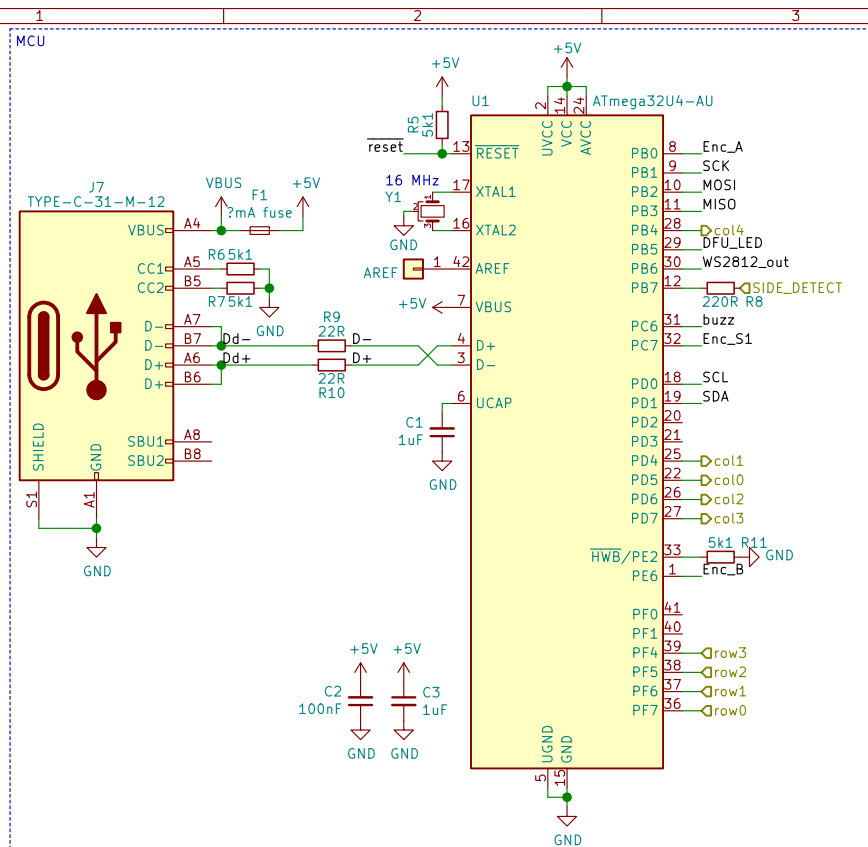 1 2 3
MCU
J7
TYPE-C-31-M-12
VBUS A4
CC1 A5
CC2 B5
D- A7
D- B7
D+ A6
D+ B6
SBU1 A8
SBU2 B8
SHIELD
GND
S1
A1
GND
VBUS
F1
?mA fuse
+5V
R6 5k1
R7 5k1
GND
Dd-
Dd+
R9
22R
D-
D+
22R
R10
+5V
R5
5k1
reset
16 MHz
Y1
1
2
3
GND
AREF 1
+5V
C1
1uF
GND
+5V
C2
100nF
GND
+5V
C3
1uF
GND
+5V
U1
ATmega32U4-AU
2 14 24
UVCC VCC AVCC
13 RESET
17 XTAL1
16 XTAL2
42 AREF
7 VBUS
4 D+
3 D-
6 UCAP
PB0 8 Enc_A
PB1 9 SCK
PB2 10 MOSI
PB3 11 MISO
PB4 28 col4
PB5 29 DFU_LED
PB6 30 WS2812_out
PB7 12 SIDE_DETECT
220R R8
PC6 31 buzz
PC7 32 Enc_S1
PD0 18 SCL
PD1 19 SDA
PD2 20
PD3 21
PD4 25 col1
PD5 22 col0
PD6 26 col2
PD7 27 col3
5k1 R11
HWB/PE2 33 GND
PE6 1 Enc_B
PF0 41
PF1 40
PF4 39 row3
PF5 38 row2
PF6 37 row1
PF7 36 row0
UGND GND
5 15
GND